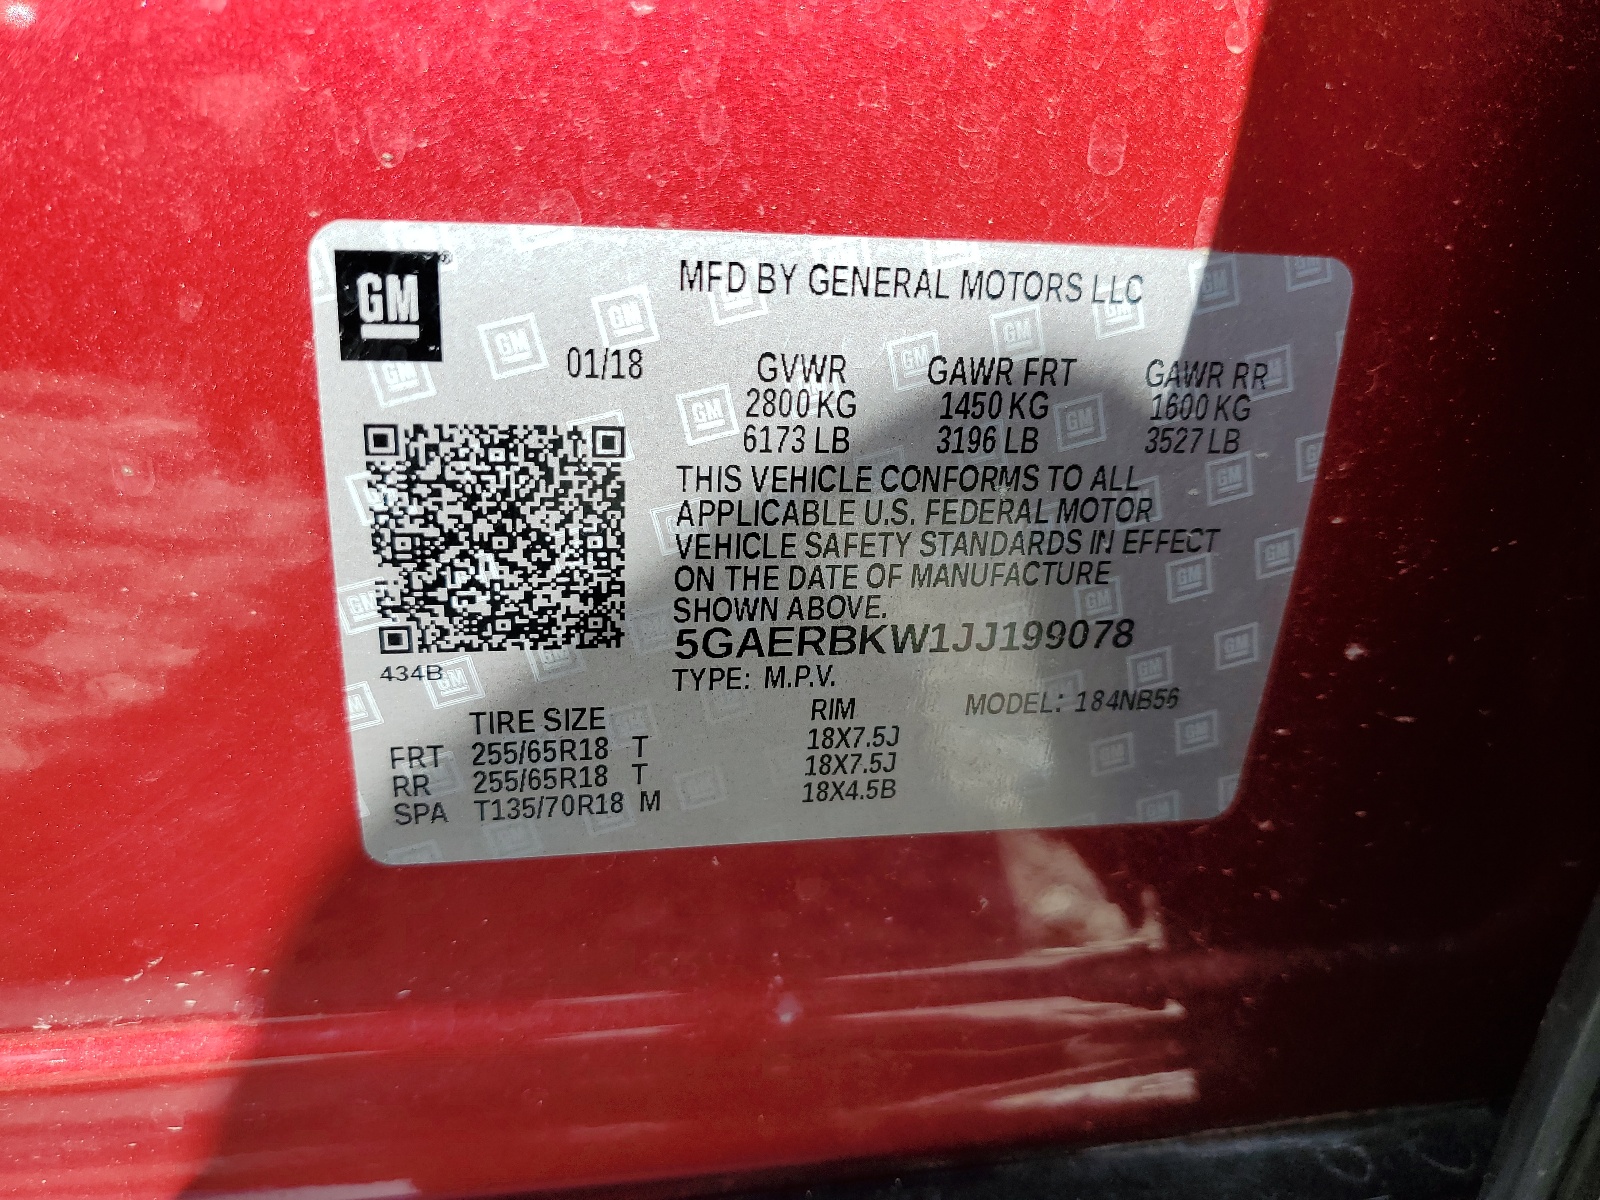 GM®
MFD BY GENERAL MOTORS LLC
01/18 GVWR GAWR FRT GAWR RR
2800 KG 1450 KG 1600 KG
6173 LB 3196 LB 3527 LB
THIS VEHICLE CONFORMS TO ALL
APPLICABLE U.S. FEDERAL MOTOR
VEHICLE SAFETY STANDARDS IN EFFECT
ON THE DATE OF MANUFACTURE
SHOWN ABOVE.
5GAERBKW1JJ199078
434B
TYPE: M.P.V. MODEL: 184NB56
TIRE SIZE RIM
FRT 255/65R18 T 18X7.5J
RR 255/65R18 T 18X7.5J
SPA T135/70R18 M 18X4.5B